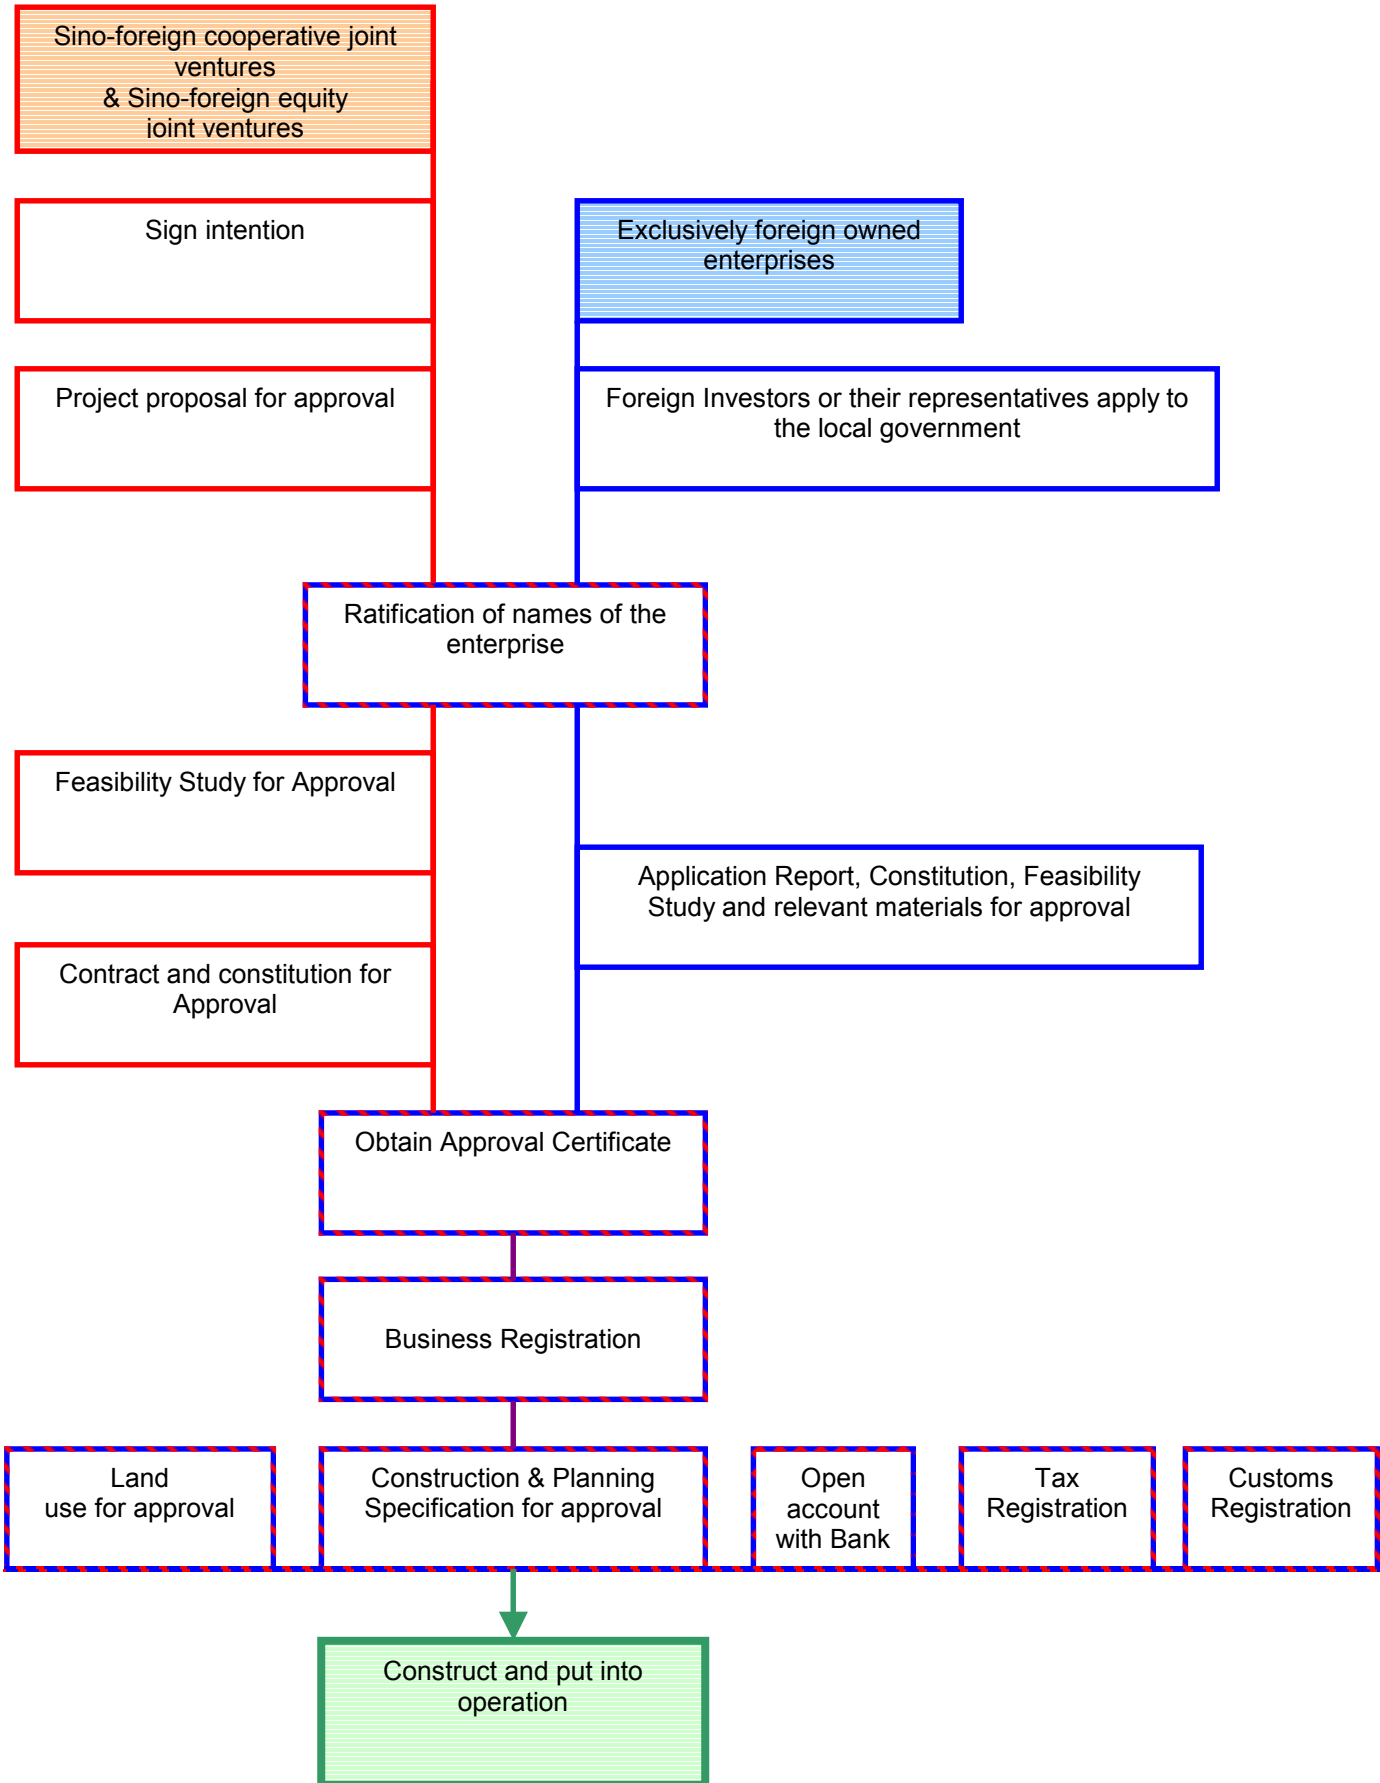 Sino-foreign cooperative joint
ventures
& Sino-foreign equity
joint ventures
Sign intention
Exclusively foreign owned
enterprises
Project proposal for approval
Foreign Investors or their representatives apply to
the local government
Ratification of names of the
enterprise
Feasibility Study for Approval
Application Report, Constitution, Feasibility
Study and relevant materials for approval
Contract and constitution for
Approval
Obtain Approval Certificate
Business Registration
Land
use for approval
Construction & Planning
Specification for approval
Open
account
with Bank
Tax
Registration
Customs
Registration
Construct and put into
operation